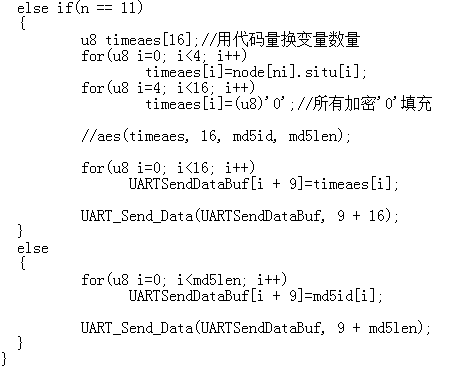 else if(n == 11)
{
u8 timeaes[16];//用代码量换变量数量
for(u8 i=0; i<4; i++)
timeaes[i]=node[ni].situ[i];
for(u8 i=4; i<16; i++)
timeaes[i]=(u8)'0';//所有加密'0'填充
//aes(timeaes, 16, md5id, md5len);
for(u8 i=0; i<16; i++)
UARTSendDataBuf[i + 9]=timeaes[i];
UART_Send_Data(UARTSendDataBuf, 9 + 16);
}
else
{
for(u8 i=0; i<md5len; i++)
UARTSendDataBuf[i + 9]=md5id[i];
UART_Send_Data(UARTSendDataBuf, 9 + md5len);
}
}